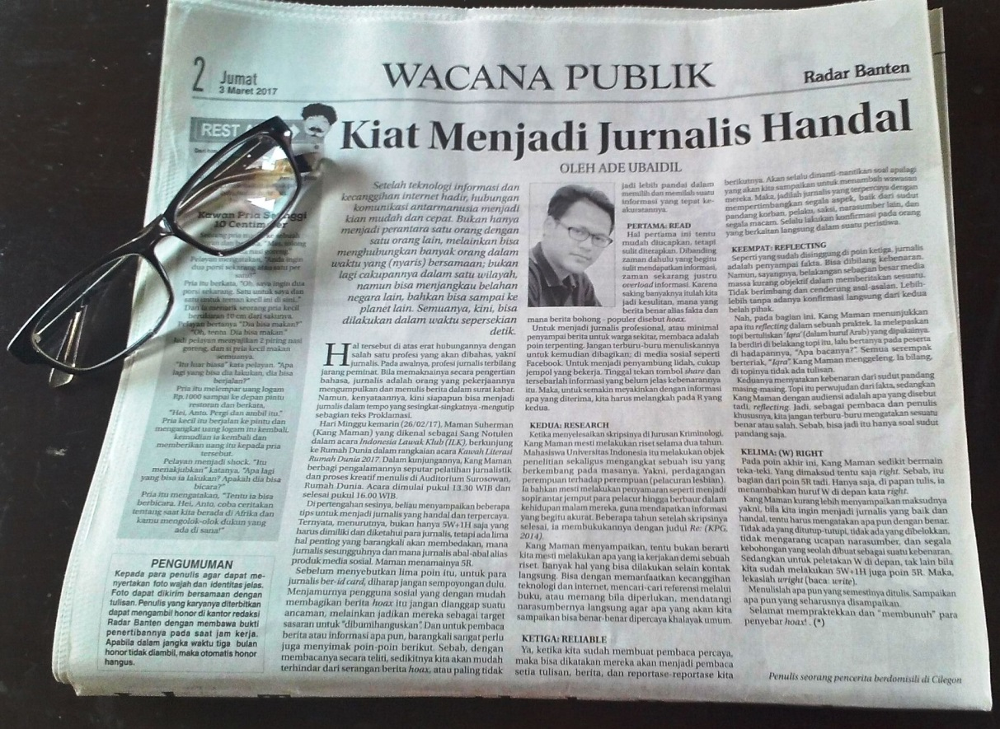 2 Jumat
3 Maret 2017
WACANA PUBLIK
Radar Banten
REST
Kiat Menjadi Jurnalis Handal
OLEH ADE UBAIDIL
10 Centim
Pria itu berkata, "Oh, saya ingin dua
porsi sekarang. Satu untuk saya dan
satu untuk teman kecil ini di sini."
Dan ia menarik seorang pria kecil
berukuran 10 cm dari sakunya.
Pelayan bertanya "Dia bisa makan?"
"Oh, tentu. Dia bisa makan."
Jadi pelayan menyajikan 2 piring nasi
goreng, dan si pria kecil makan
semuanya.
"Itu luar biasa" kata pelayan. "Apa
lagi yang bisa dia lakukan, dia bisa
berjalan?"
Pria itu melempar uang logam
Rp.1000 sampai ke depan pintu
restoran dan berkata,
"Hei, Anto. Pergi dan ambil itu."
Pria kecil itu berjalan ke pintu dan
mengangkat uang logam itu kembali,
kemudian ia kembali dan
memberikan uang itu kepada pria
tersebut.
Pelayan menjadi shock. "Itu
menakjubkan" katanya, "Apa lagi
yang bisa ia lakukan? Apakah dia bisa
bicara?"
Pria itu mengatakan, "Tentu ia bisa
berbicara. Hei, Anto, coba ceritakan
tentang saat kita berada di Afrika dan
kamu mengolok-olok dukun yang
ada di sana!"
PENGUMUMAN
Kepada para penulis agar dapat me-
nyertakan foto wajah dan identitas jelas.
Foto dapat dikirim bersamaan dengan
tulisan. Penulis yang karyanya diterbitkan
dapat mengambil honor di kantor redaksi
Radar Banten dengan membawa bukti
penertibannya pada saat jam kerja.
Apabila dalam jangka waktu tiga bulan
honor tidak diambil, maka otomatis honor
hangus.
Setelah teknologi informasi dan
kecanggihan internet hadir, hubungan
komunikasi antarmanusia menjadi
kian mudah dan cepat. Bukan hanya
menjadi perantara satu orang dengan
satu orang lain, melainkan bisa
menghubungkan banyak orang dalam
waktu yang (nyaris) bersamaan; bukan
lagi cakupannya dalam satu wilayah,
namun bisa menjangkau belahan
negara lain, bahkan bisa sampai ke
planet lain. Semuanya, kini, bisa
dilakukan dalam waktu sepersekian
detik.
Hal tersebut di atas erat hubungannya dengan
salah satu profesi yang akan dibahas, yakni
jurnalis. Pada awalnya, profesi jurnalis terbilang
jarang peminat. Bila memaknainya secara pengertian
bahasa, jurnalis adalah orang yang pekerjaannya
mengumpulkan dan menulis berita dalam surat kabar.
Namun, kenyataannya, kini siapapun bisa menjadi
jurnalis dalam tempo yang sesingkat-singkatnya -mengutip
sebagian teks Proklamasi.
Hari Minggu kemarin (26/02/17), Maman Suherman
(Kang Maman) yang dikenal sebagai Sang Notulen
dalam acara Indonesia Lawak Klub (ILK), berkunjung
ke Rumah Dunia dalam rangkaian acara Kawah Literasi
Rumah Dunia 2017. Dalam kunjungannya, Kang Maman
berbagi pengalamannya seputar pelatihan jurnalistik
dan proses kreatif menulis di Auditorium Surosowan,
Rumah Dunia. Acara dimulai pukul 13.30 WIB dan
selesai pukul 16.00 WIB.
Di pertengahan sesinya, beliau menyampaikan beberapa
tips untuk menjadi jurnalis yang handal dan terpercaya.
Ternyata, menurutnya, bukan hanya 5W+1H saja yang
harus dimiliki dan diketahui para jurnalis, tetapi ada lima
hal penting yang barangkali akan membedakan, mana
jurnalis sesungguhnya dan mana jurnalis abal-abal alias
produk media sosial. Maman menamainya 5R.
Sebelum menyebutkan lima poin itu, untuk para
jurnalis ber-id card, diharap jangan sempoyongan dulu.
Menjamurnya pengguna sosial yang dengan mudah
membagikan berita hoax itu jangan dianggap suatu
ancaman, melainkan jadikan mereka sebagai target
sasaran untuk "dibumihanguskan". Dan untuk pembaca
berita atau informasi apa pun, barangkali sangat perlu
juga menyimak poin-poin berikut. Sebab, dengan
membacanya secara teliti, sedikitnya kita akan mudah
terhindar dari serangan berita hoax, atau paling tidak
jadi lebih pandai dalam
memilih dan memilah suatu
informasi yang tepat ke-
akuratannya.
PERTAMA: READ
Hal pertama ini tentu
mudah diucapkan, tetapi
sulit diterapkan. Dibanding
zaman dahulu yang begitu
sulit mendapatkan informasi,
zaman sekarang justru
overload informasi. Karena
saking banyaknya itulah kita
jadi kesulitan, mana yang
berita benar alias fakta dan
mana berita bohong - populer disebut hoax.
Untuk menjadi jurnalis profesional, atau minimal
penyampai berita untuk warga sekitar, membaca adalah
poin terpenting. Jangan terburu-buru menuliskannya
untuk kemudian dibagikan; di media sosial seperti
Facebook. Untuk menjadi penyambung lidah, cukup
jempol yang bekerja. Tinggal tekan tombol share dan
tersebarlah informasi yang belum jelas kebenarannya
itu. Maka, untuk semakin meyakinkan dengan informasi
apa yang diterima, kita harus melangkah pada R yang
kedua.
KEDUA: RESEARCH
Ketika menyelesaikan skripsinya di Jurusan Kriminologi,
Kang Maman mesti melakukan riset selama dua tahun.
Mahasiswa Universitas Indonesia itu melakukan objek
penelitian sekaligus mengangkat sebuah isu yang
berkembang pada masanya. Yakni, perdagangan
perempuan terhadap perempuan (pelacuran lesbian).
Ia bahkan mesti melakukan penyamaran seperti menjadi
sopir antar jemput para pelacur hingga berbaur dalam
kehidupan malam mereka, guna mendapatkan informasi
yang begitu akurat. Beberapa tahun setelah skripsinya
selesai, ia membukukannya dengan judul Re: (KPG,
2014).
Kang Maman menyampaikan, tentu bukan berarti
kita mesti melakukan apa yang ia kerjakan demi sebuah
riset. Banyak hal yang bisa dilakukan selain kontak
langsung. Bisa dengan memanfaatkan kecanggihan
teknologi dan internet, mencari-cari referensi melalui
buku, atau memang bila diperlukan, mendatangi
narasumbernya langsung agar apa yang akan kita
sampaikan bisa benar-benar dipercaya khalayak umum.
KETIGA: RELIABLE
Ya, ketika kita sudah membuat pembaca percaya,
maka bisa dikatakan mereka akan menjadi pembaca
setia tulisan, berita, dan reportase-reportase kita
berikutnya. Akan selalu dinanti-nantikan soal apalagi
yang akan kita sampaikan untuk menambah wawasan
mereka. Maka, jadilah jurnalis yang terpercaya dengan
mempertimbangkan segala aspek, baik dari sudut
pandang korban, pelaku, saksi, narasumber lain, dan
segala macam. Selalu lakukan konfirmasi pada orang
yang berkaitan langsung dalam suatu peristiwa.
KEEMPAT: REFLECTING
Seperti yang sudah disinggung di poin ketiga, jurnalis
adalah penyampai fakta. Bisa dibilang kebenaran.
Namun, sayangnya, belakangan sebagian besar media
massa kurang objektif dalam memberitakan sesuatu.
Tidak berimbang dan cenderung asal-asalan. Lebih-
lebih tanpa adanya konfirmasi langsung dari kedua
belah pihak.
Nah, pada bagian ini, Kang Maman menunjukkan
apa itu reflecting dalam sebuah praktek. Ia melepaskan
topi bertuliskan "Iqra" (dalam huruf Arab) yang dipakainya.
Ia berdiri di belakang topi itu, lalu bertanya pada peserta
di hadapannya, "Apa bacanya?". Semua serempak
berteriak, "Iqra". Kang Maman menggeleng. Ia bilang,
di topinya tidak ada tulisan.
Keduanya menyatakan kebenaran dari sudut pandang
masing-masing. Topi itu perwujudan dari fakta, sedangkan
Kang Maman dengan audiensi adalah apa yang disebut
tadi, reflecting. Jadi, sebagai pembaca dan penulis
khususnya, kita jangan terburu-buru mengatakan sesuatu
benar atau salah. Sebab, bisa jadi itu hanya soal sudut
pandang saja.
KELIMA: (W) RIGHT
Pada poin akhir ini, Kang Maman sedikit bermain
teka-teki. Yang dimaksud tentu saja right. Sebab, itu
bagian dari poin 5R tadi. Hanya saja, di papan tulis, ia
menambahkan huruf W di depan kata right.
Kang Maman kurang lebih menyampaikan maksudnya
yakni, bila kita ingin menjadi jurnalis yang baik dan
handal, tentu harus mengatakan apa pun dengan benar.
Tidak ada yang ditutup-tutupi, tidak ada yang dibelokkan,
tidak mengarang ucapan narasumber, dan segala
kebohongan yang seolah dibuat sebagai suatu kebenaran.
Sedangkan untuk peletakan W di depan, tak lain bila
kita sudah melakukan 5W+1H juga poin 5R. Maka,
lekaslah wright (baca: write).
Menulislah apa pun yang semestinya ditulis. Sampaikan
apa pun yang seharusnya disampaikan.
Selamat mempraktekkan dan "membunuh" para
penyebar hoax! . (*)
Penulis seorang pencerita berdomisili di Cilegon